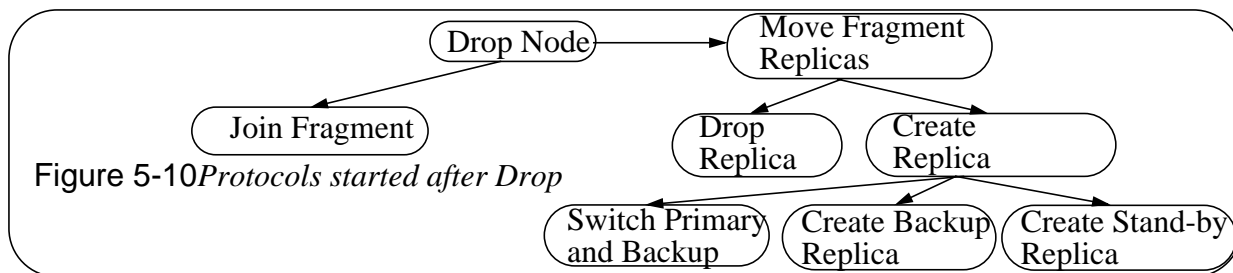 Drop Node
Move Fragment
Replicas
Join Fragment
Drop
Replica
Create
Replica
Figure 5-10Protocols started after Drop
Switch Primary
and Backup
Create Backup
Replica
Create Stand-by
Replica